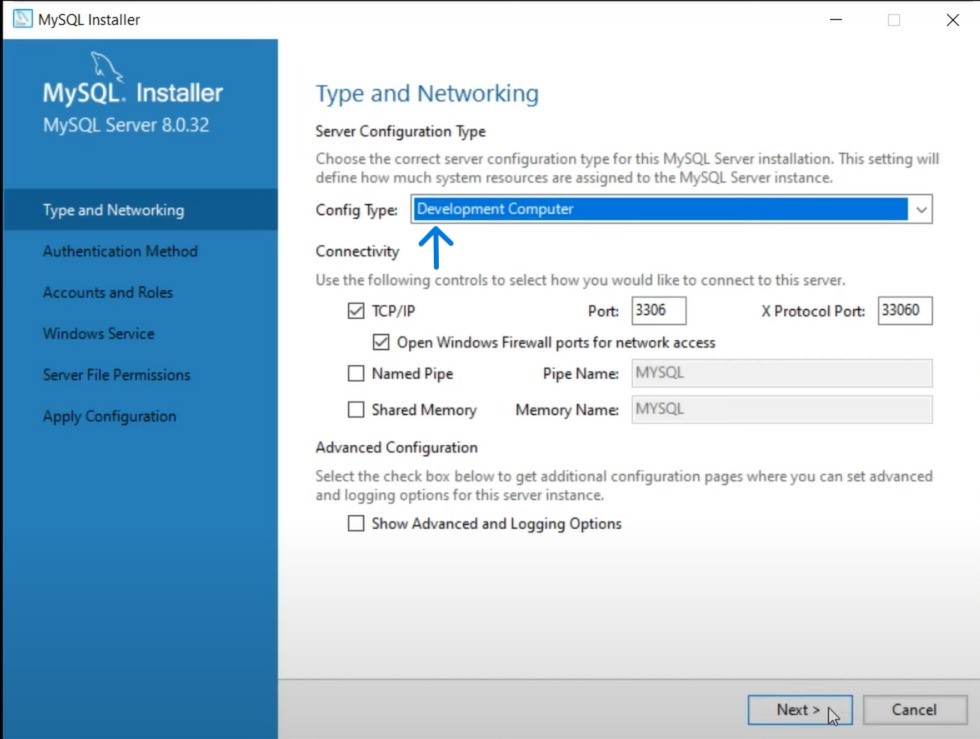 MySQL Installer
MySQL. Installer
MySQL Server 8.0.32
Type and Networking
Authentication Method
Accounts and Roles
Windows Service
Server File Permissions
Apply Configuration
Type and Networking
Server Configuration Type
Choose the correct server configuration type for this MySQL Server installation. This setting will
define how much system resources are assigned to the MySQL Server instance.
Config Type: Development Computer
Connectivity
Use the following controls to select how you would like to connect to this server.
TCP/IP Port: 3306 X Protocol Port: 33060
Open Windows Firewall ports for network access
Named Pipe Pipe Name: MYSQL
Shared Memory Memory Name: MYSQL
Advanced Configuration
Select the check box below to get additional configuration pages where you can set advanced
and logging options for this server instance.
Show Advanced and Logging Options
Next > Cancel